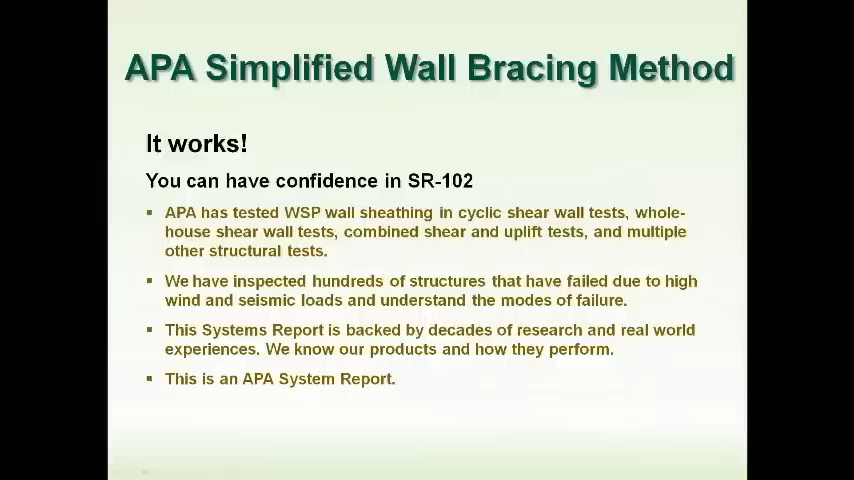 APA Simplified Wall Bracing Method
It works!
You can have confidence in SR-102
▪ APA has tested WSP wall sheathing in cyclic shear wall tests, whole-
house shear wall tests, combined shear and uplift tests, and multiple
other structural tests.
▪ We have inspected hundreds of structures that have failed due to high
wind and seismic loads and understand the modes of failure.
▪ This Systems Report is backed by decades of research and real world
experiences. We know our products and how they perform.
▪ This is an APA System Report.